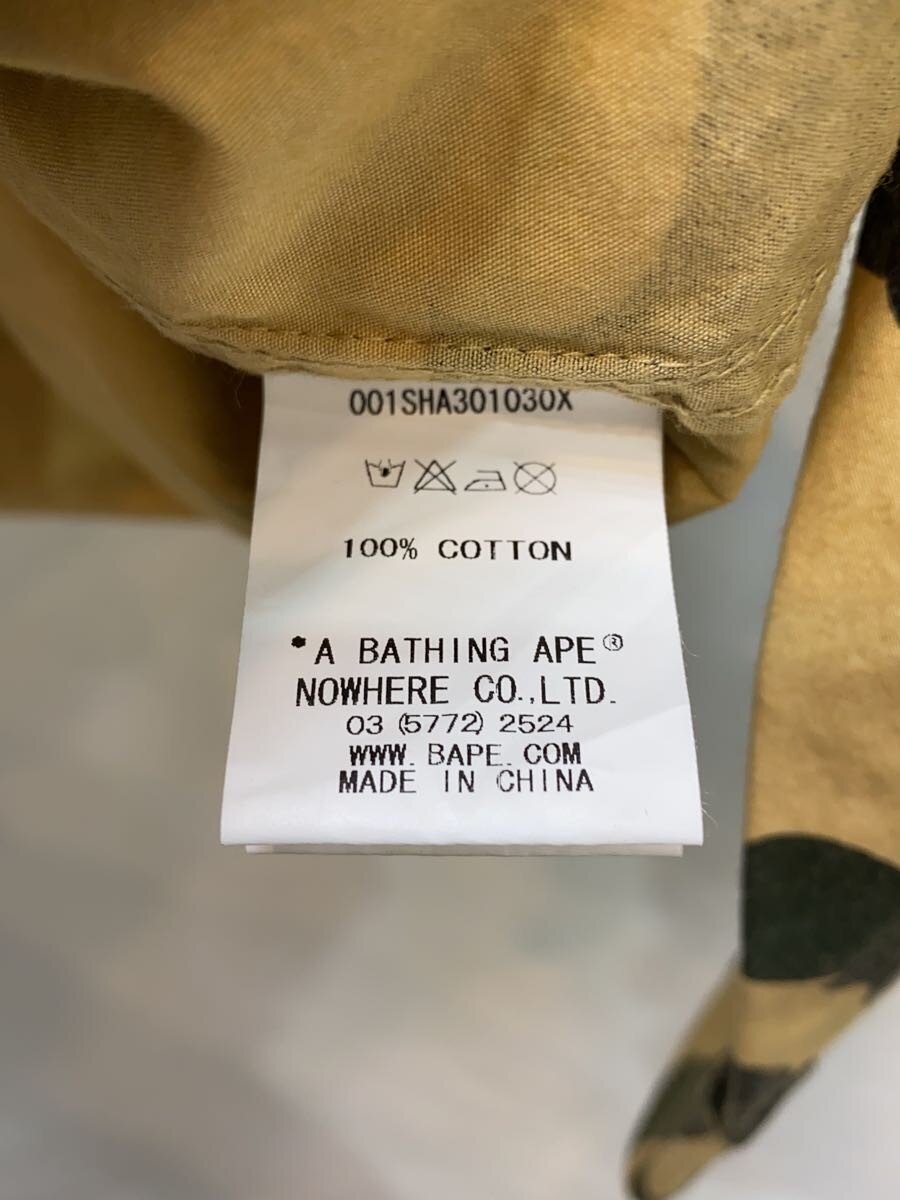 001SHA301030X
100% COTTON
*A BATHING APE®
NOWHERE CO.,LTD.
03 (5772) 2524
WWW. BAPE. COM
MADE IN CHINA